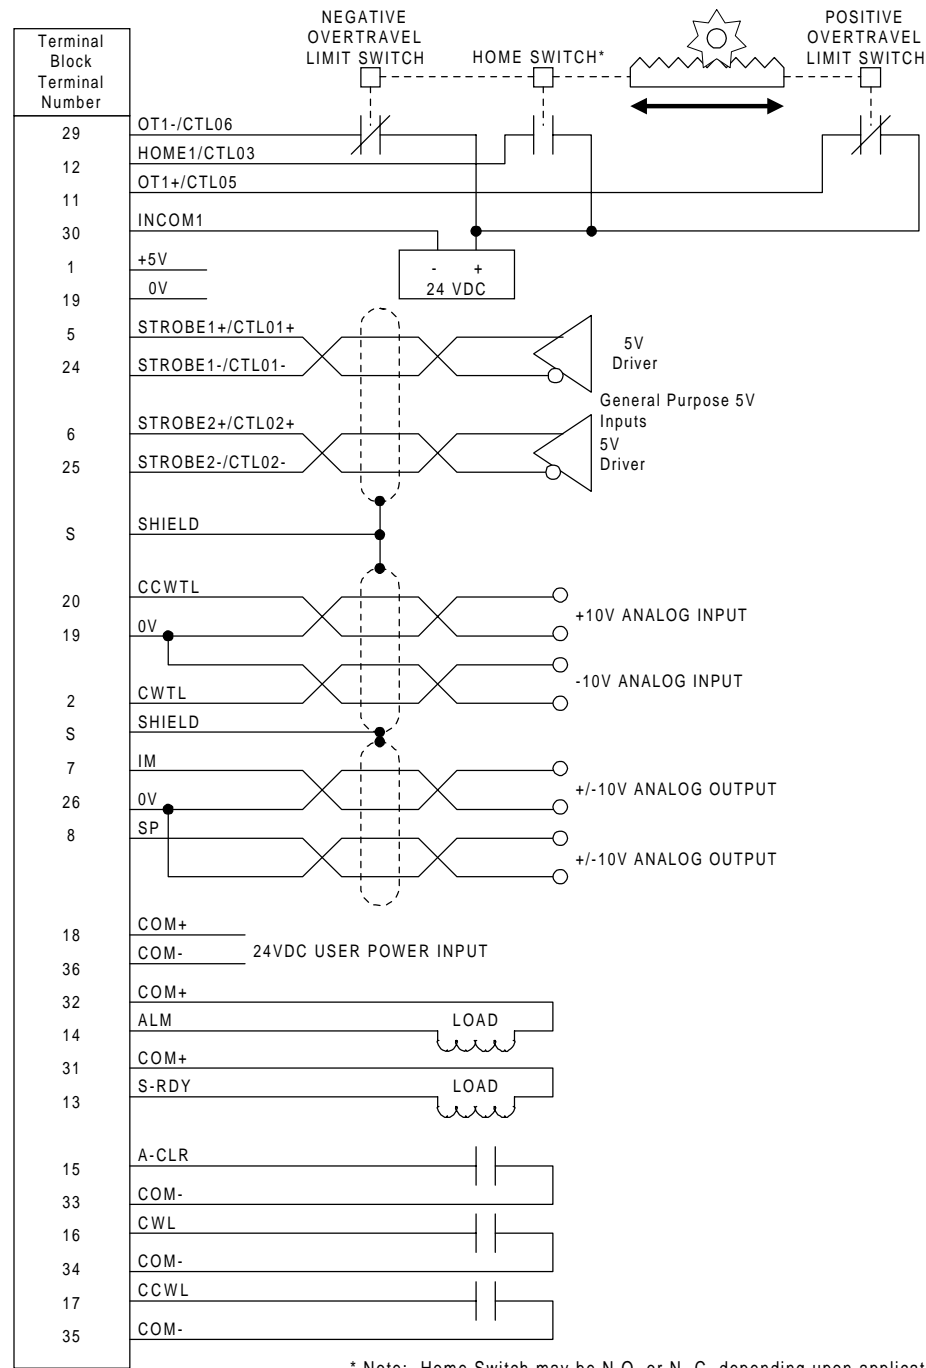 NEGATIVE
OVERTRAVEL
LIMIT SWITCH
HOME SWITCH*
POSITIVE
OVERTRAVEL
LIMIT SWITCH
Terminal
Block
Terminal
Number
29 OT1-/CTL06
12 HOME1/CTL03
11 OT1+/CTL05
30 INCOM1
1 +5V
- +
24 VDC
19 0V
5 STROBE1+/CTL01+
5V
Driver
24 STROBE1-/CTL01-
General Purpose 5V
Inputs
6 STROBE2+/CTL02+
5V
Driver
25 STROBE2-/CTL02-
S SHIELD
20 CCWTL
+10V ANALOG INPUT
19 0V
-10V ANALOG INPUT
2 CWTL
S SHIELD
7 IM
+/-10V ANALOG OUTPUT
26 0V
8 SP
+/-10V ANALOG OUTPUT
18 COM+
24VDC USER POWER INPUT
36 COM-
32 COM+
14 ALM LOAD
31 COM+
13 S-RDY LOAD
15 A-CLR
33 COM-
16 CWL
34 COM-
17 CCWL
35 COM-
* Note: Home Switch may be N.O. or N. C. depending upon applicat